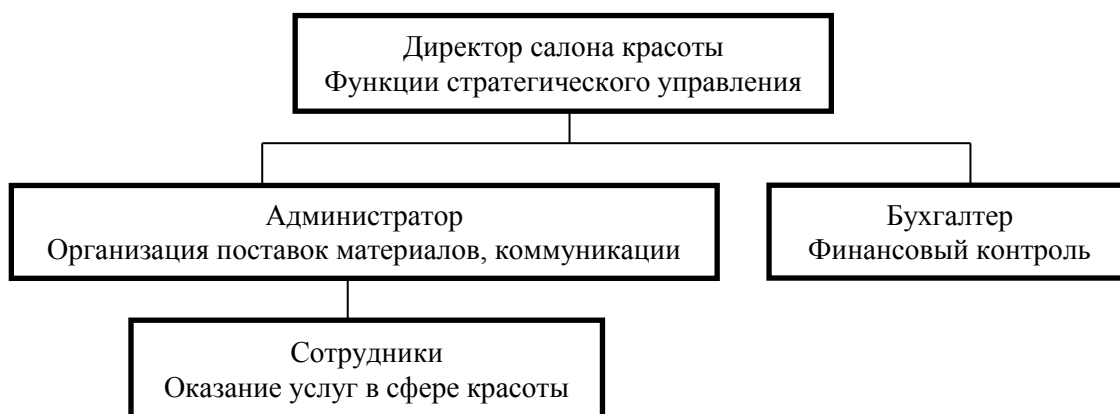 Директор салона красоты
Функции стратегического управления
Администратор
Организация поставок материалов, коммуникации
Бухгалтер
Финансовый контроль
Сотрудники
Оказание услуг в сфере красоты